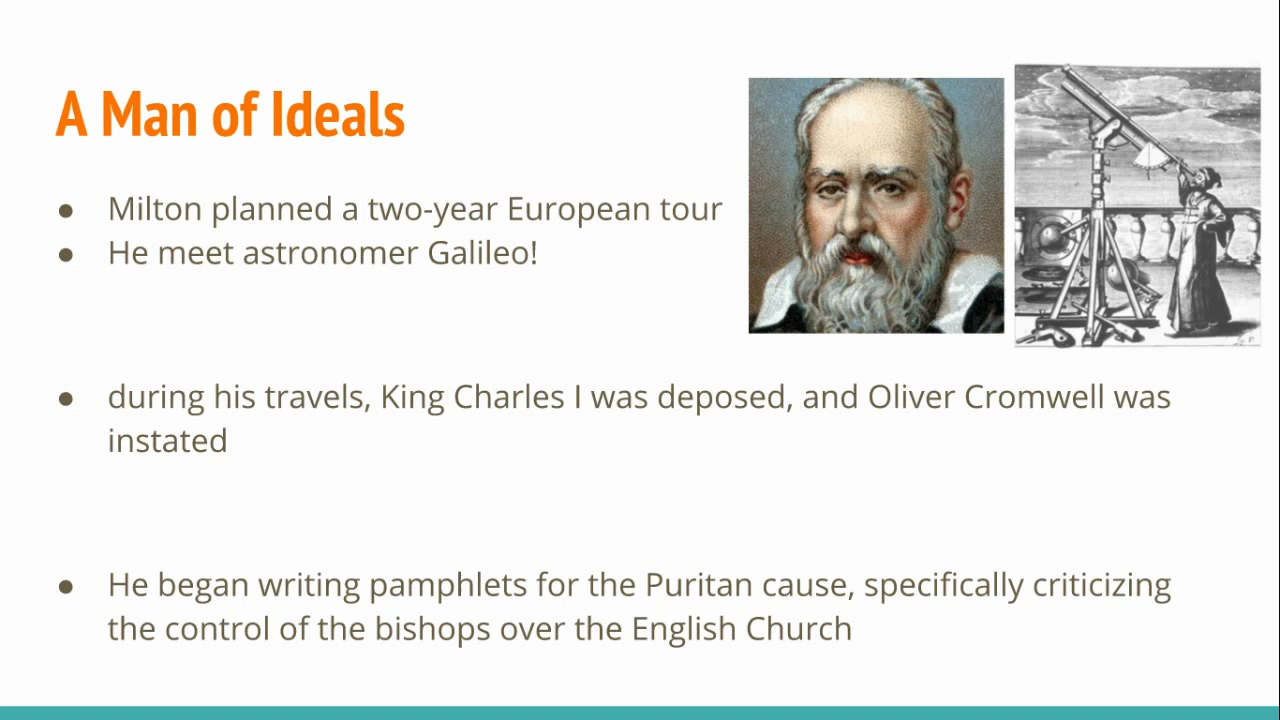 A Man of Ideals
● Milton planned a two-year European tour
● He meet astronomer Galileo!
● during his travels, King Charles I was deposed, and Oliver Cromwell was
instated
● He began writing pamphlets for the Puritan cause, specifically criticizing
the control of the bishops over the English Church